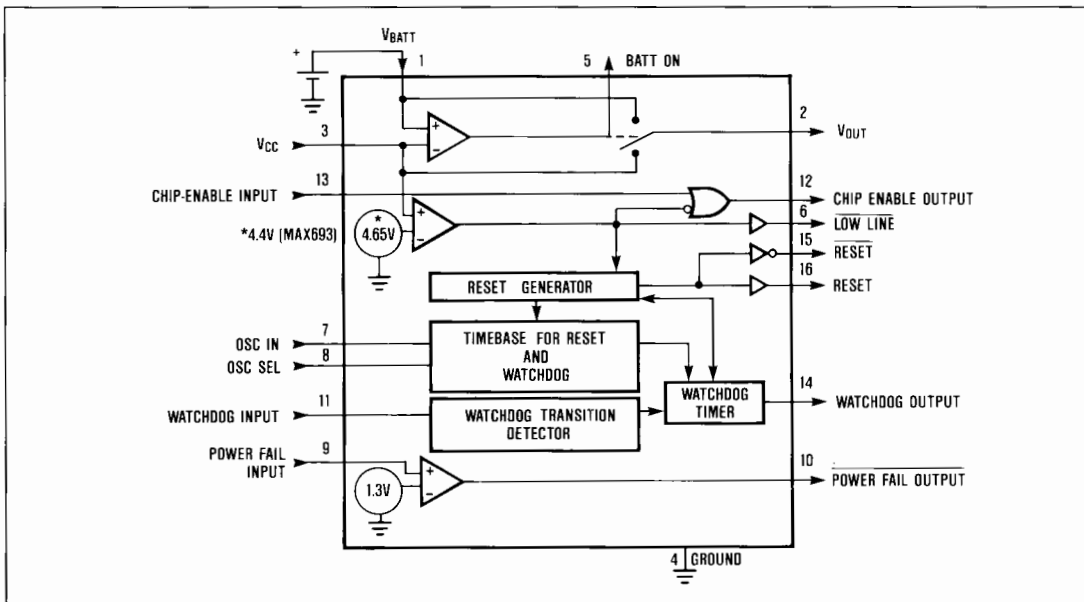 VBATT
+
1
5 BATT ON
2
VOUT
+
−
3
VCC
13
CHIP-ENABLE INPUT
12
CHIP ENABLE OUTPUT
6
LOW LINE
+
−
*
4.65V
*4.4V (MAX693)
15
RESET
16
RESET
RESET GENERATOR
7
OSC IN
8
OSC SEL
TIMEBASE FOR RESET
AND
WATCHDOG
14
WATCHDOG
TIMER
WATCHDOG OUTPUT
11
WATCHDOG INPUT
WATCHDOG TRANSITION
DETECTOR
9
POWER FAIL
INPUT
+
−
1.3V
10
POWER FAIL OUTPUT
4 GROUND